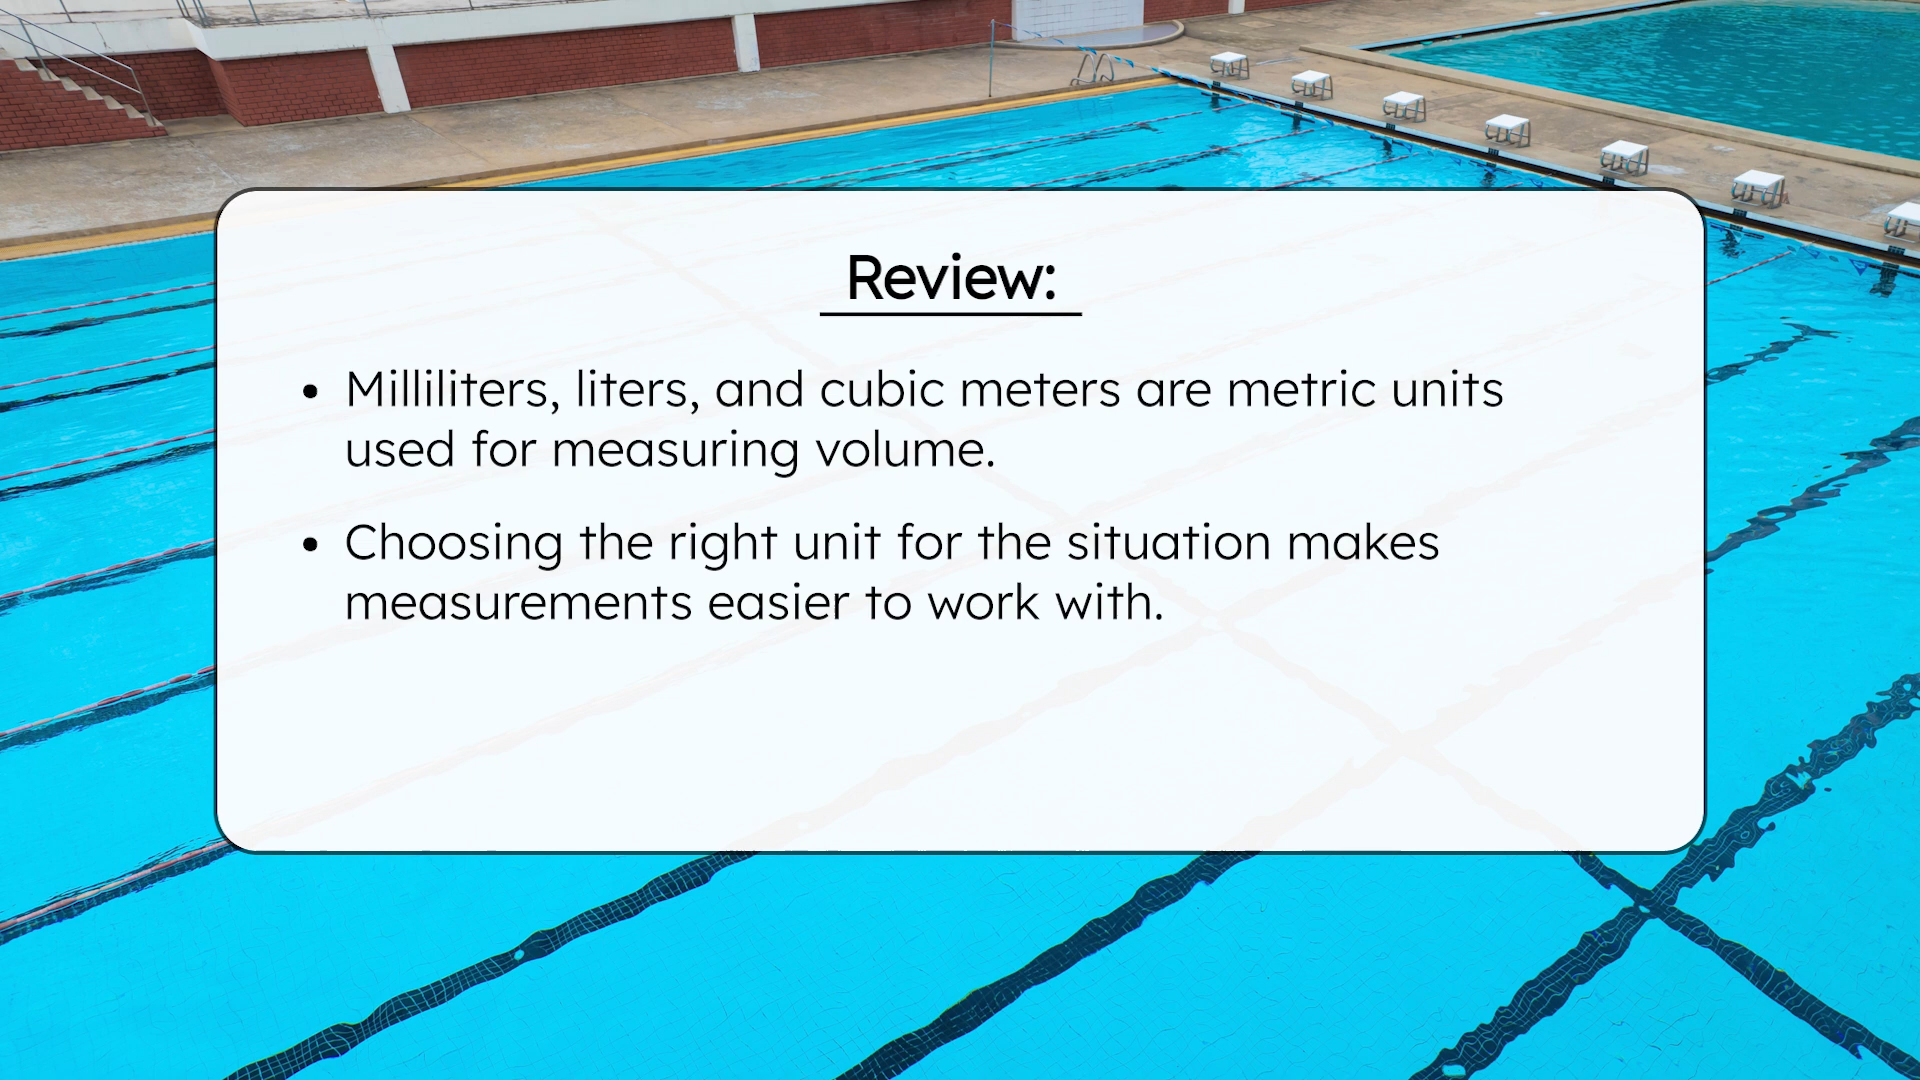 Review:
• Milliliters, liters, and cubic meters are metric units
used for measuring volume.
• Choosing the right unit for the situation makes
measurements easier to work with.